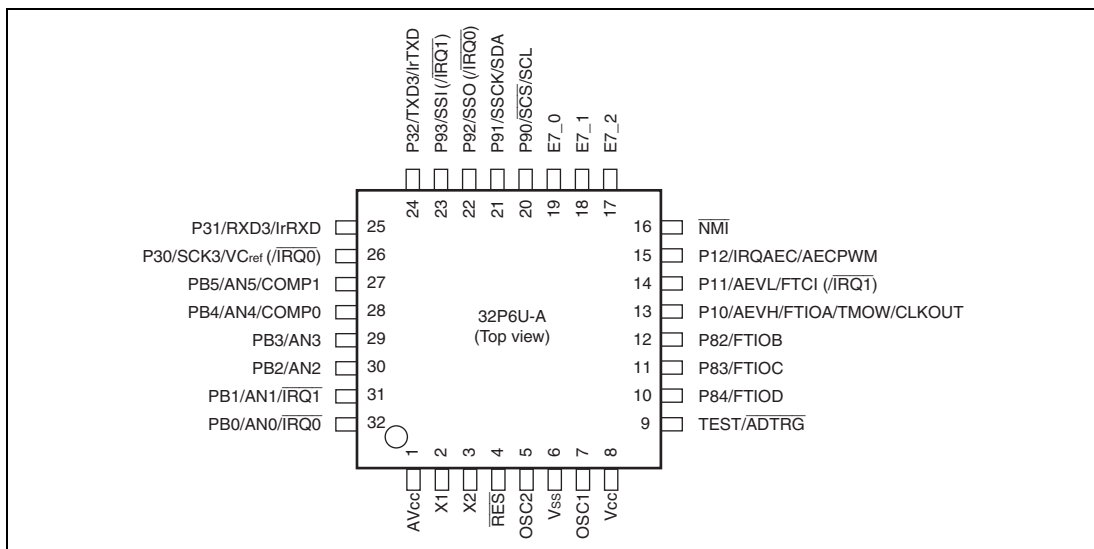 P32/TXD3/IrTXD
P93/SSI (/IRQ1)
P92/SSO (/IRQ0)
P91/SSCK/SDA
P90/SCS/SCL
E7_0
E7_1
E7_2
24 23 22 21 20 19 18 17
P31/RXD3/IrRXD 25
P30/SCK3/VCref (/IRQ0) 26
PB5/AN5/COMP1 27
PB4/AN4/COMP0 28
PB3/AN3 29
PB2/AN2 30
PB1/AN1/IRQ1 31
PB0/AN0/IRQ0 32
32P6U-A
(Top view)
16 NMI
15 P12/IRQAEC/AECPWM
14 P11/AEVL/FTCI (/IRQ1)
13 P10/AEVH/FTIOA/TMOW/CLKOUT
12 P82/FTIOB
11 P83/FTIOC
10 P84/FTIOD
9 TEST/ADTRG
1 2 3 4 5 6 7 8
AVcc
X1
X2
RES
OSC2
Vss
OSC1
Vcc